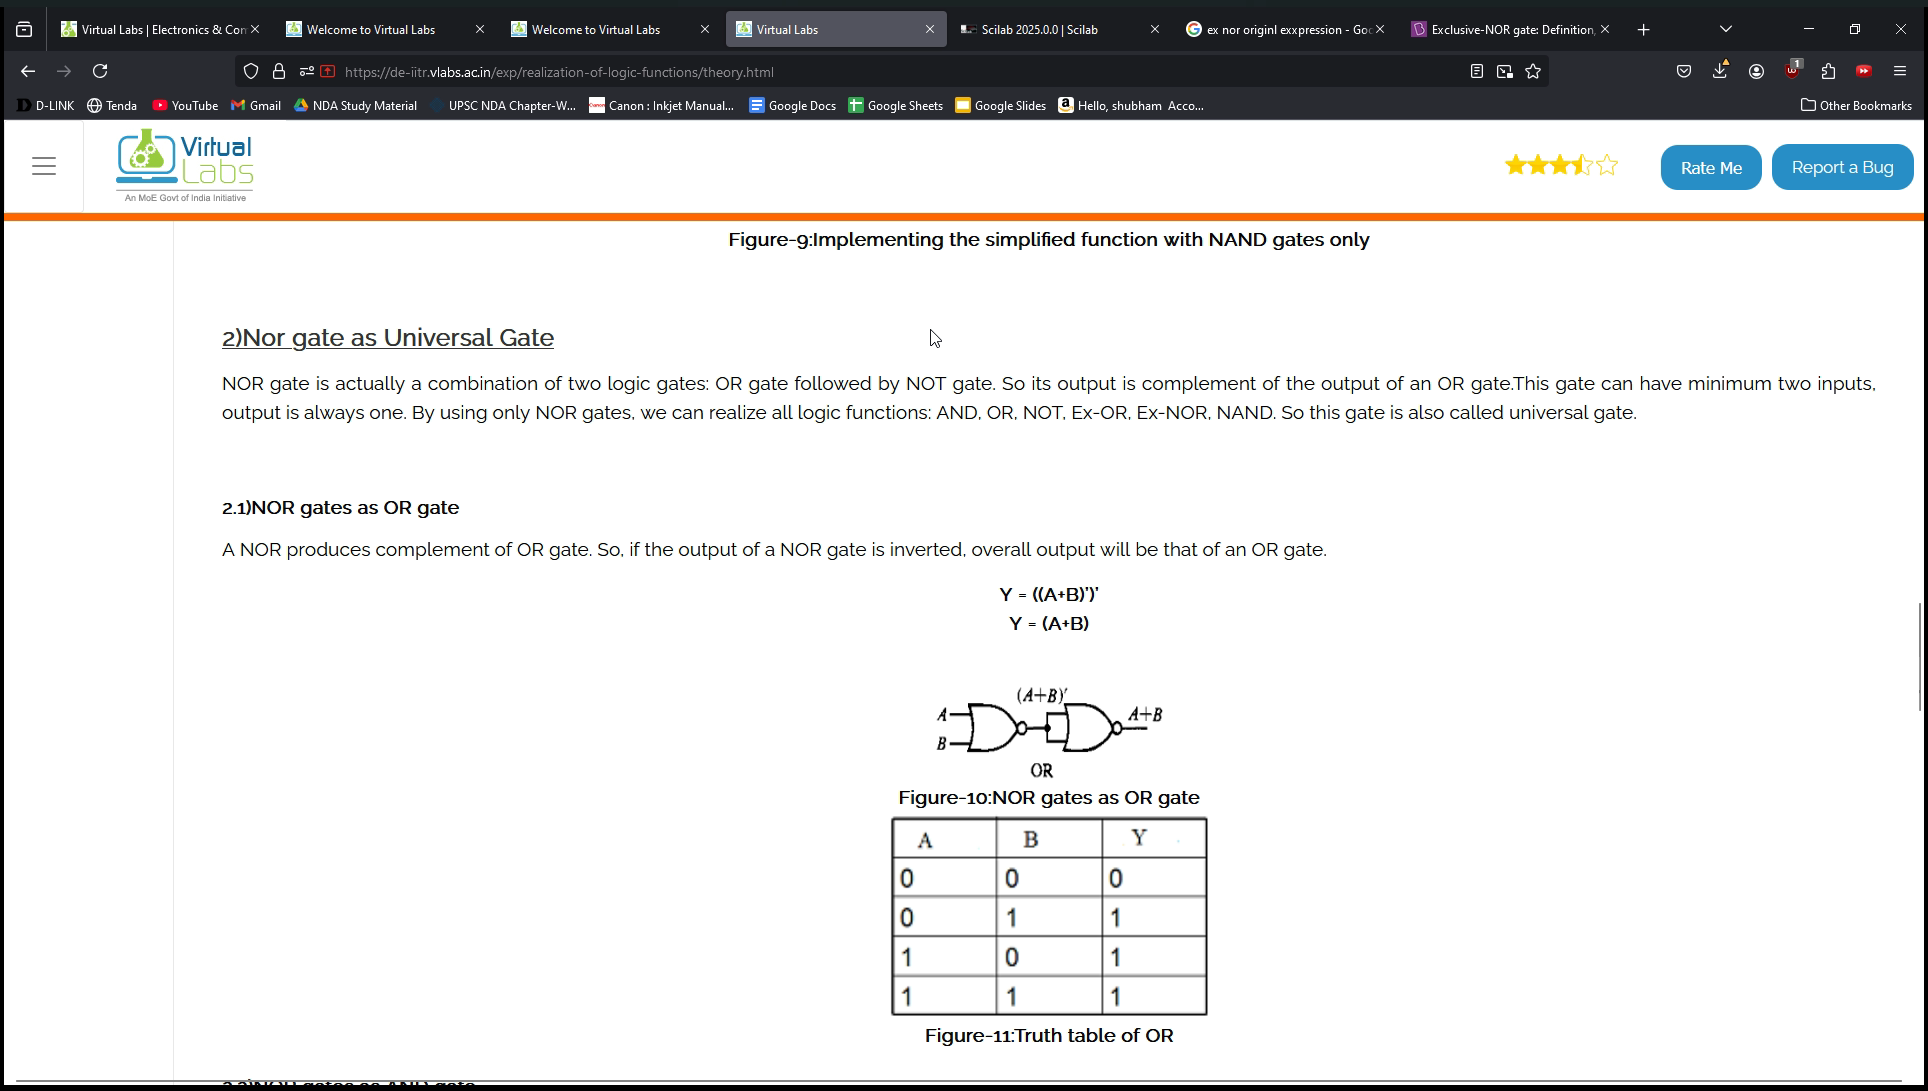 Virtual Labs | Electronics & Con
Welcome to Virtual Labs
Welcome to Virtual Labs
Virtual Labs
Scilab 2025.0.0 | Scilab
ex nor originl exxpression - Goo
Exclusive-NOR gate: Definition,
https://de-iitr.vlabs.ac.in/exp/realization-of-logic-functions/theory.html
1
D-LINK
Tenda
YouTube
Gmail
NDA Study Material
UPSC NDA Chapter-W...
Canon : Inkjet Manual...
Google Docs
Google Sheets
Google Slides
Hello, shubham Acco...
Other Bookmarks
Virtual
Labs
An MoE Govt of India Initiative
Rate Me
Report a Bug
Figure-9:Implementing the simplified function with NAND gates only
2)Nor gate as Universal Gate
NOR gate is actually a combination of two logic gates: OR gate followed by NOT gate. So its output is complement of the output of an OR gate.This gate can have minimum two inputs,
output is always one. By using only NOR gates, we can realize all logic functions: AND, OR, NOT, Ex-OR, Ex-NOR, NAND. So this gate is also called universal gate.
2.1)NOR gates as OR gate
A NOR produces complement of OR gate. So, if the output of a NOR gate is inverted, overall output will be that of an OR gate.
Y = ((A+B)')'
Y = (A+B)
(A+B)'
A
A+B
B
OR
Figure-10:NOR gates as OR gate
A B Y
0 0 0
0 1 1
1 0 1
1 1 1
Figure-11:Truth table of OR
2.2)NOR gates as AND gate